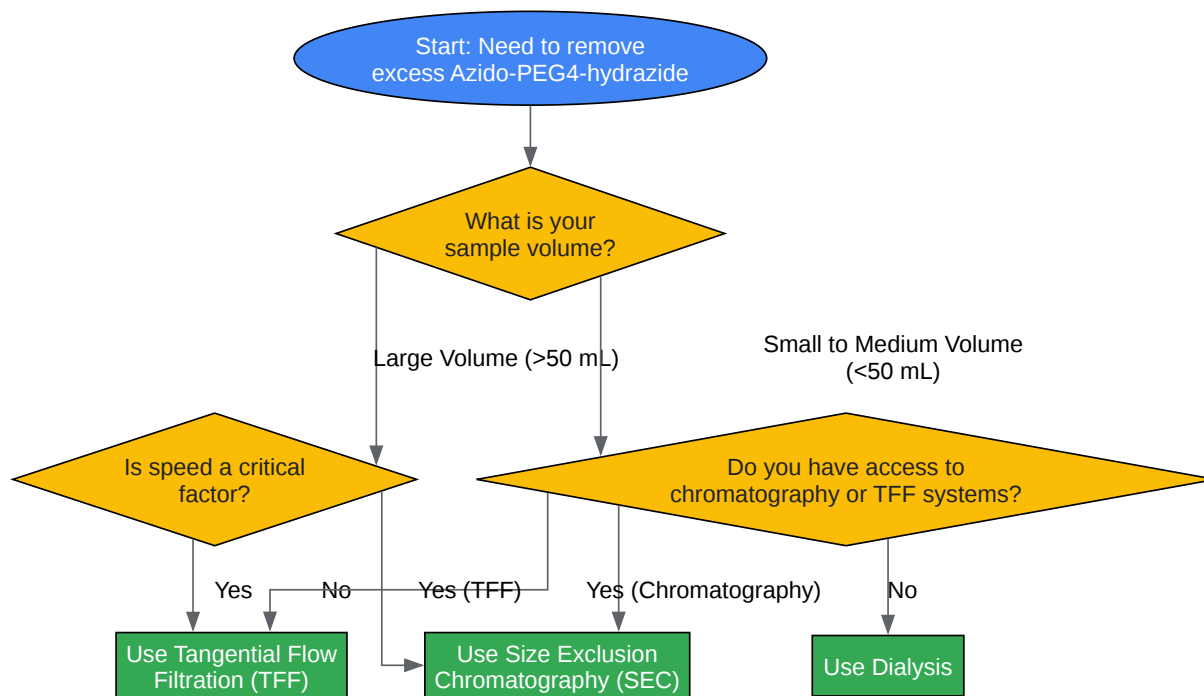 Start: Need to remove
excess Azido-PEG4-hydrazide
What is your
sample volume?
Large Volume (>50 mL)
Small to Medium Volume
(<50 mL)
Is speed a critical
factor?
Do you have access to
chromatography or TFF systems?
Yes
No
Yes (TFF)
Yes (Chromatography)
No
Use Tangential Flow
Filtration (TFF)
Use Size Exclusion
Chromatography (SEC)
Use Dialysis